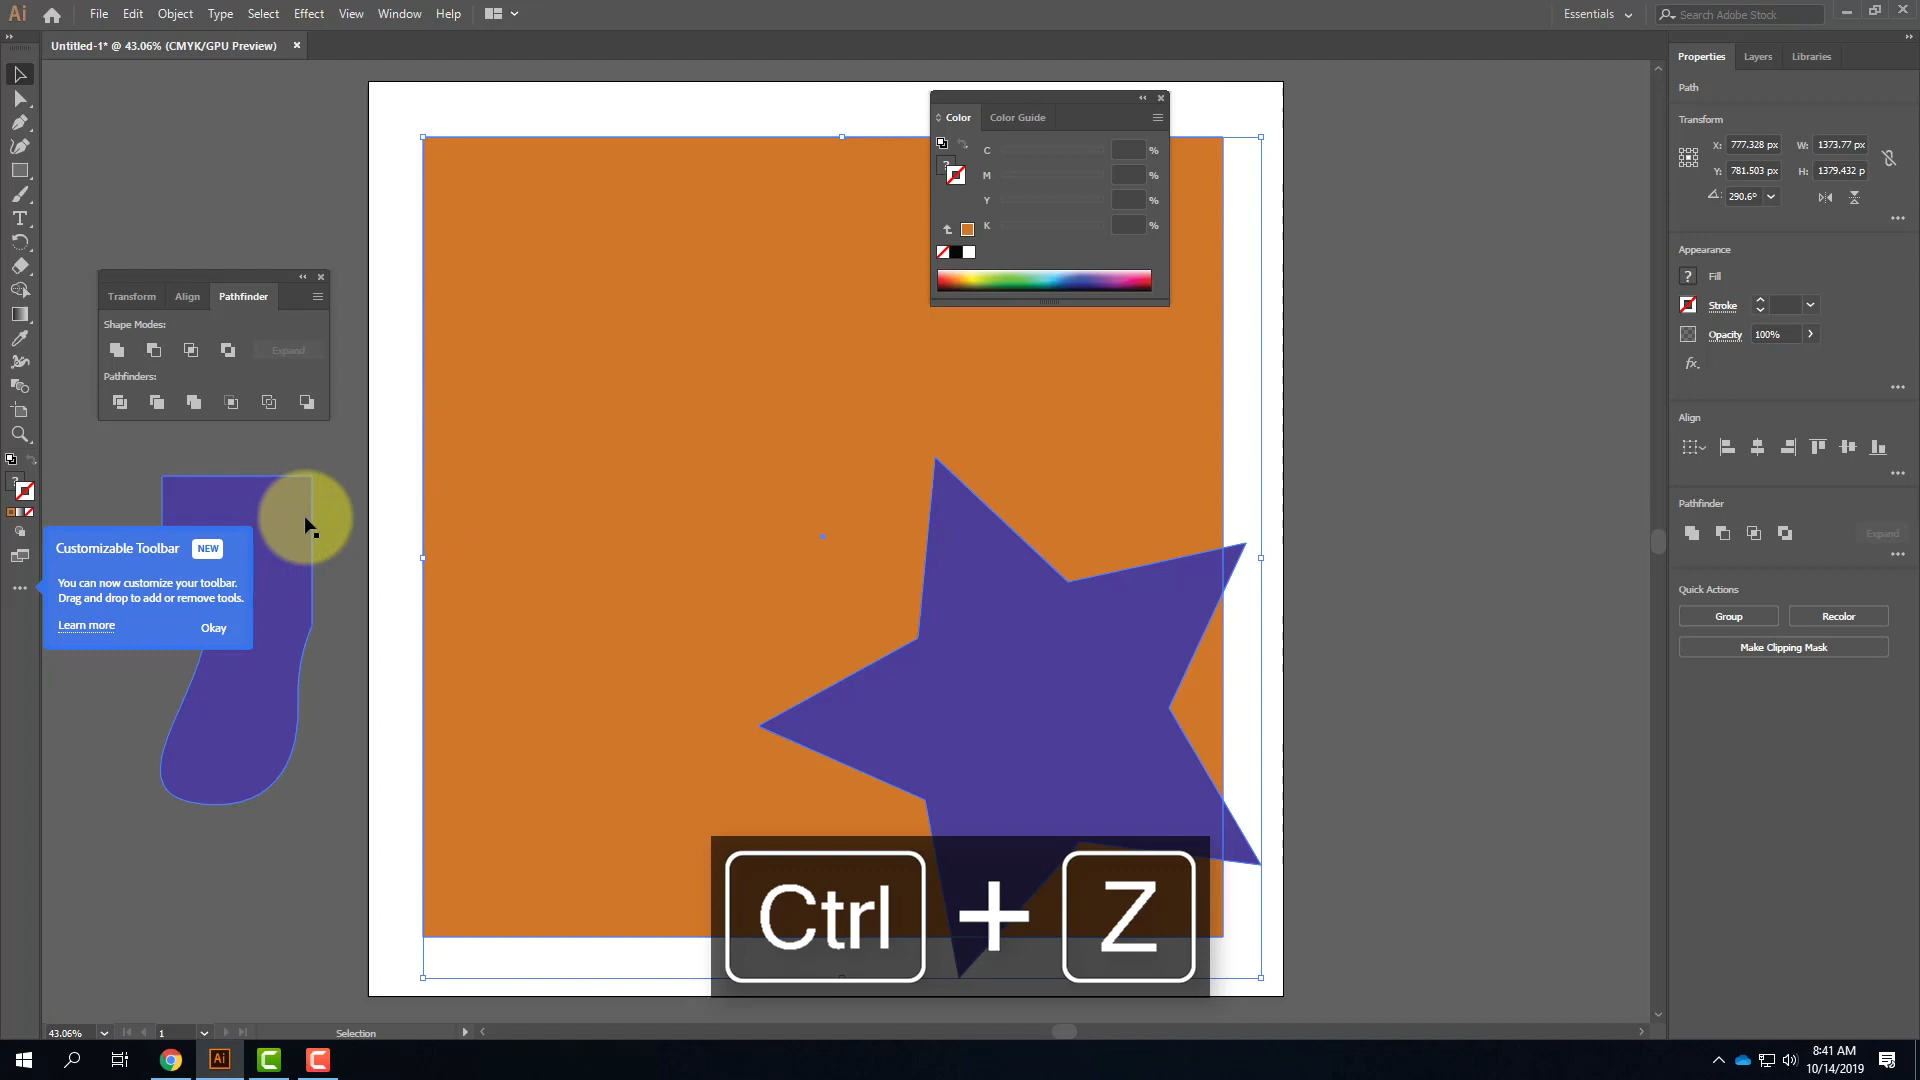 Ai
File Edit Object Type Select Effect View Window Help
Essentials
Search Adobe Stock
Untitled-1* @ 43.06% (CMYK/GPU Preview)
Properties Layers Libraries
Path
Transform
X: 777.328 px W: 1373.77 px
Y: 781.503 px H: 1379.432 p
290.6°
Appearance
? Fill
Stroke
Opacity 100%
fx.
Align
Pathfinder
Expand
Quick Actions
Group Recolor
Make Clipping Mask
Color Color Guide
C %
M %
Y %
K %
?
Transform Align Pathfinder
Shape Modes:
Expand
Pathfinders:
T
?
Customizable Toolbar NEW
You can now customize your toolbar.
Drag and drop to add or remove tools.
Learn more Okay
Ctrl + Z
43.06% 1 Selection
Ai
8:41 AM
10/14/2019